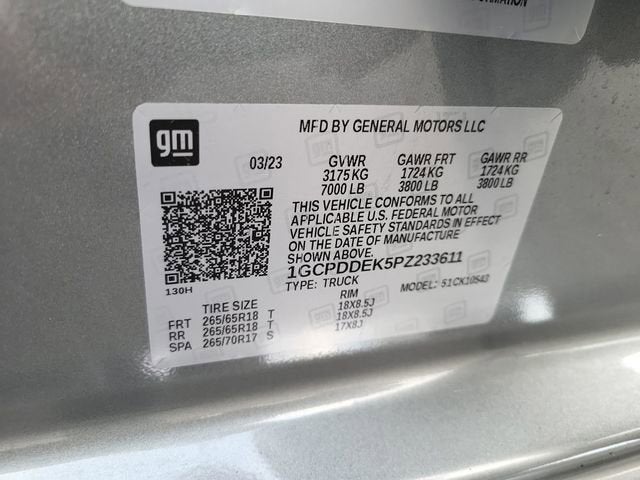 gm
MFD BY GENERAL MOTORS LLC
03/23 GVWR GAWR FRT GAWR RR
3175 KG 1724 KG 1724 KG
7000 LB 3800 LB 3800 LB
THIS VEHICLE CONFORMS TO ALL
APPLICABLE U.S. FEDERAL MOTOR
VEHICLE SAFETY STANDARDS IN EFFECT
ON THE DATE OF MANUFACTURE
SHOWN ABOVE.
1GCPDDEK5PZ233611
130H TYPE: TRUCK MODEL: 51CK10543
TIRE SIZE RIM
FRT 265/65R18 T 18X8.5J
RR 265/65R18 T 18X8.5J
SPA 265/70R17 S 17X8J